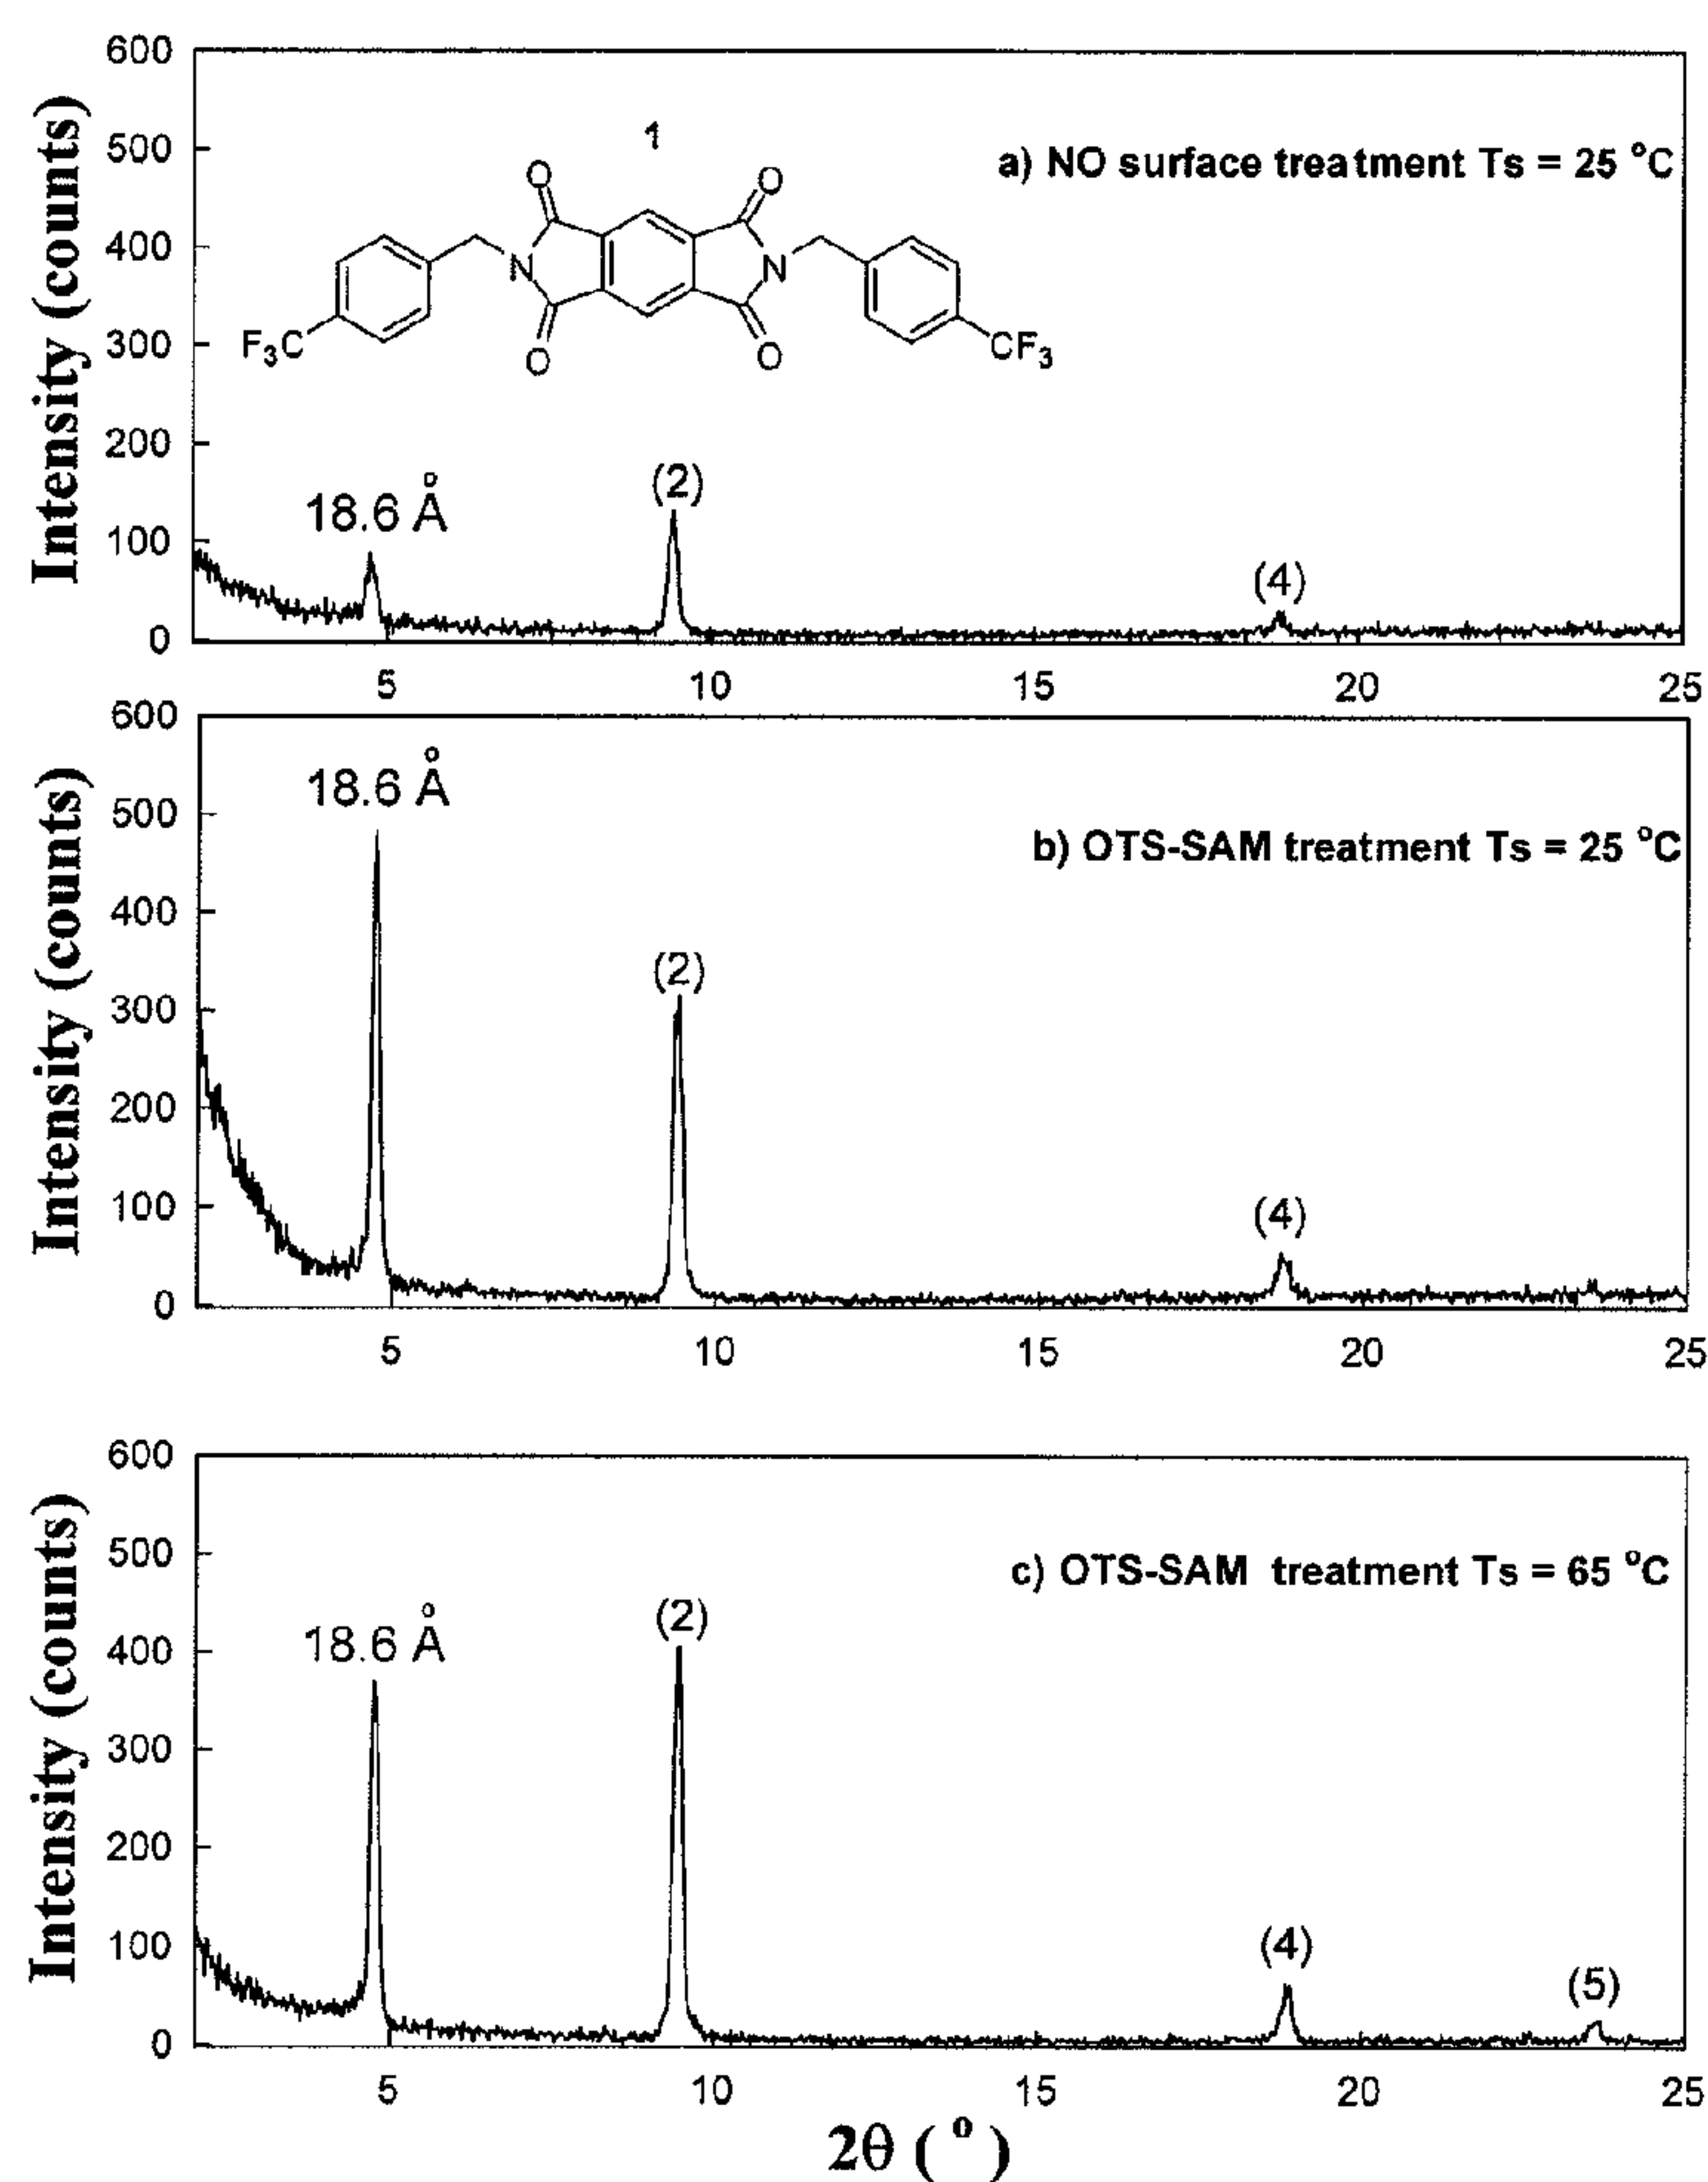 Intensity (counts)
600
500
400
300
200
100
0
1
a) NO surface treatment Ts = 25 °C
O
O
N
N
F₃C
CF₃
O
O
18.6 Å
(2)
(4)
5
10
15
20
25
Intensity (counts)
600
500
400
300
200
100
0
18.6 Å
b) OTS-SAM treatment Ts = 25 °C
(2)
(4)
5
10
15
20
25
Intensity (counts)
600
500
400
300
200
100
0
c) OTS-SAM treatment Ts = 65 °C
18.6 Å
(2)
(4)
(5)
5
10
15
20
25
2θ (°)